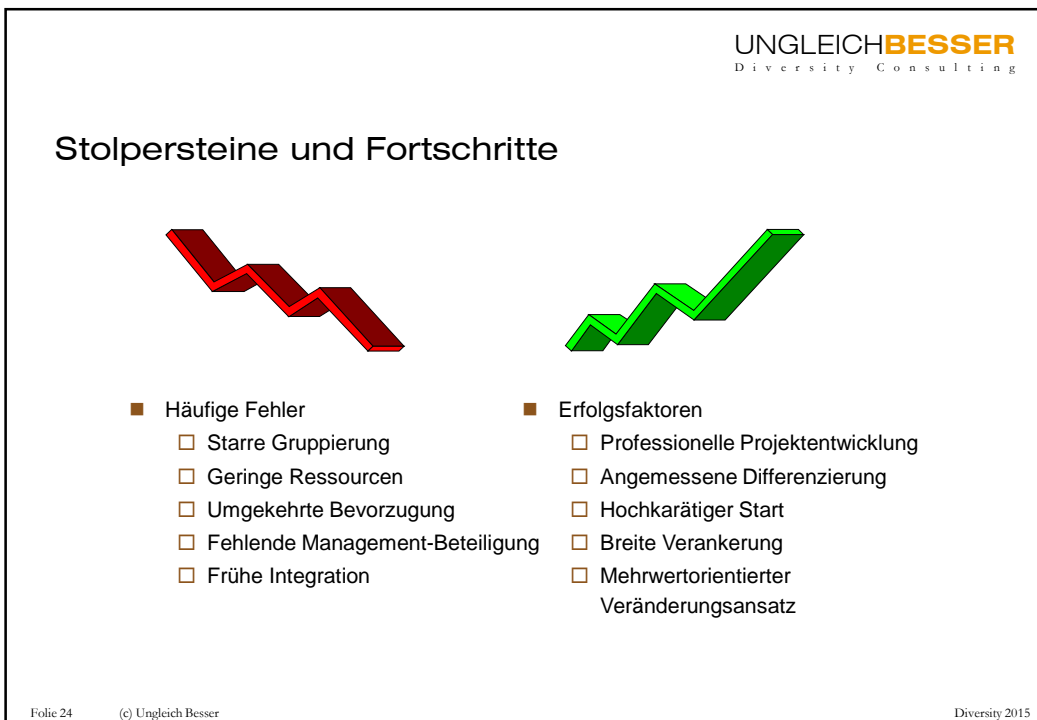 UNGLEICHBESSER
Diversity Consulting
Stolpersteine und Fortschritte
Häufige Fehler
Starre Gruppierung
Geringe Ressourcen
Umgekehrte Bevorzugung
Fehlende Management-Beteiligung
Frühe Integration
Erfolgsfaktoren
Professionelle Projektentwicklung
Angemessene Differenzierung
Hochkarätiger Start
Breite Verankerung
Mehrwertorientierter
Veränderungsansatz
Folie 24 (c) Ungleich Besser Diversity 2015